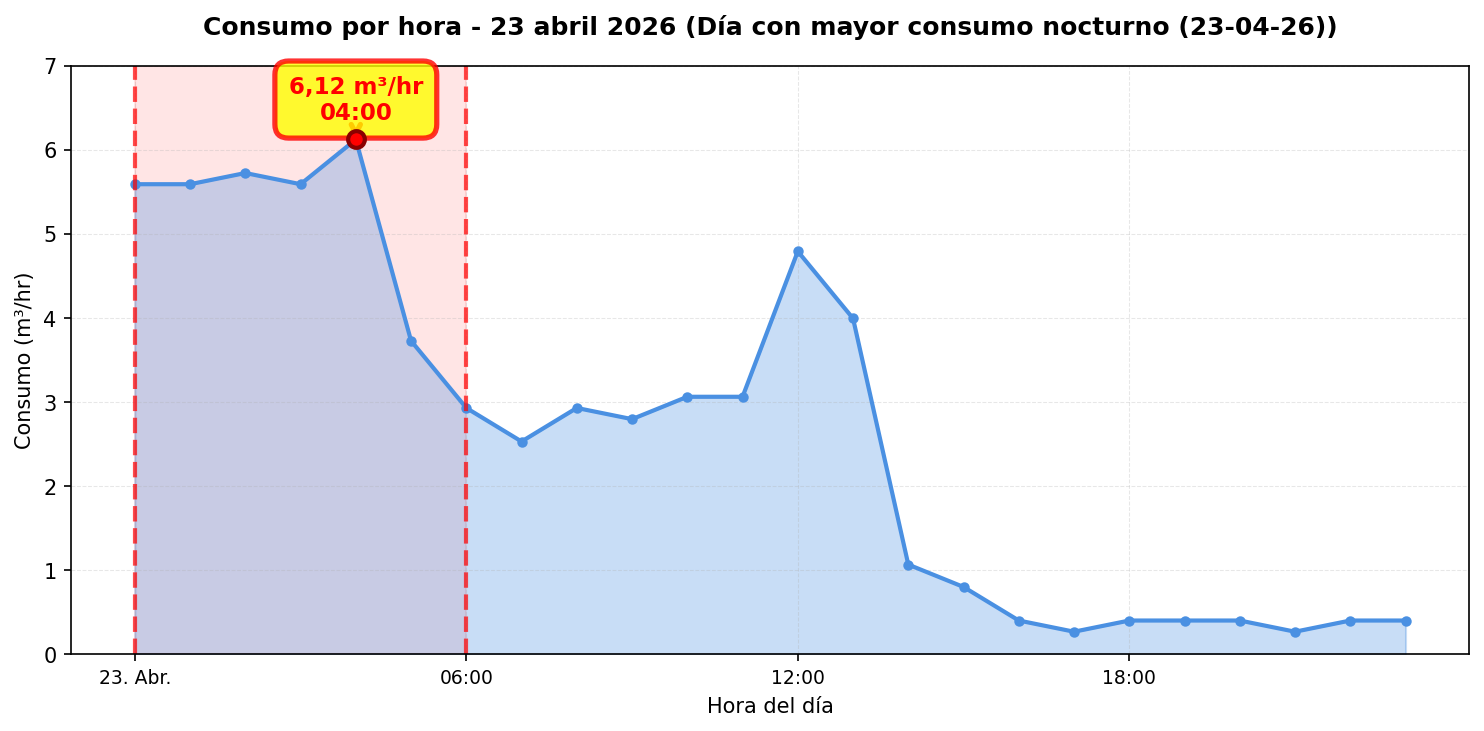 Consumo por hora - 23 abril 2026 (Día con mayor consumo nocturno (23-04-26))
6,12 m³/hr
04:00
Consumo (m³/hr)
7
6
5
4
3
2
1
0
23. Abr.
06:00
12:00
18:00
Hora del día